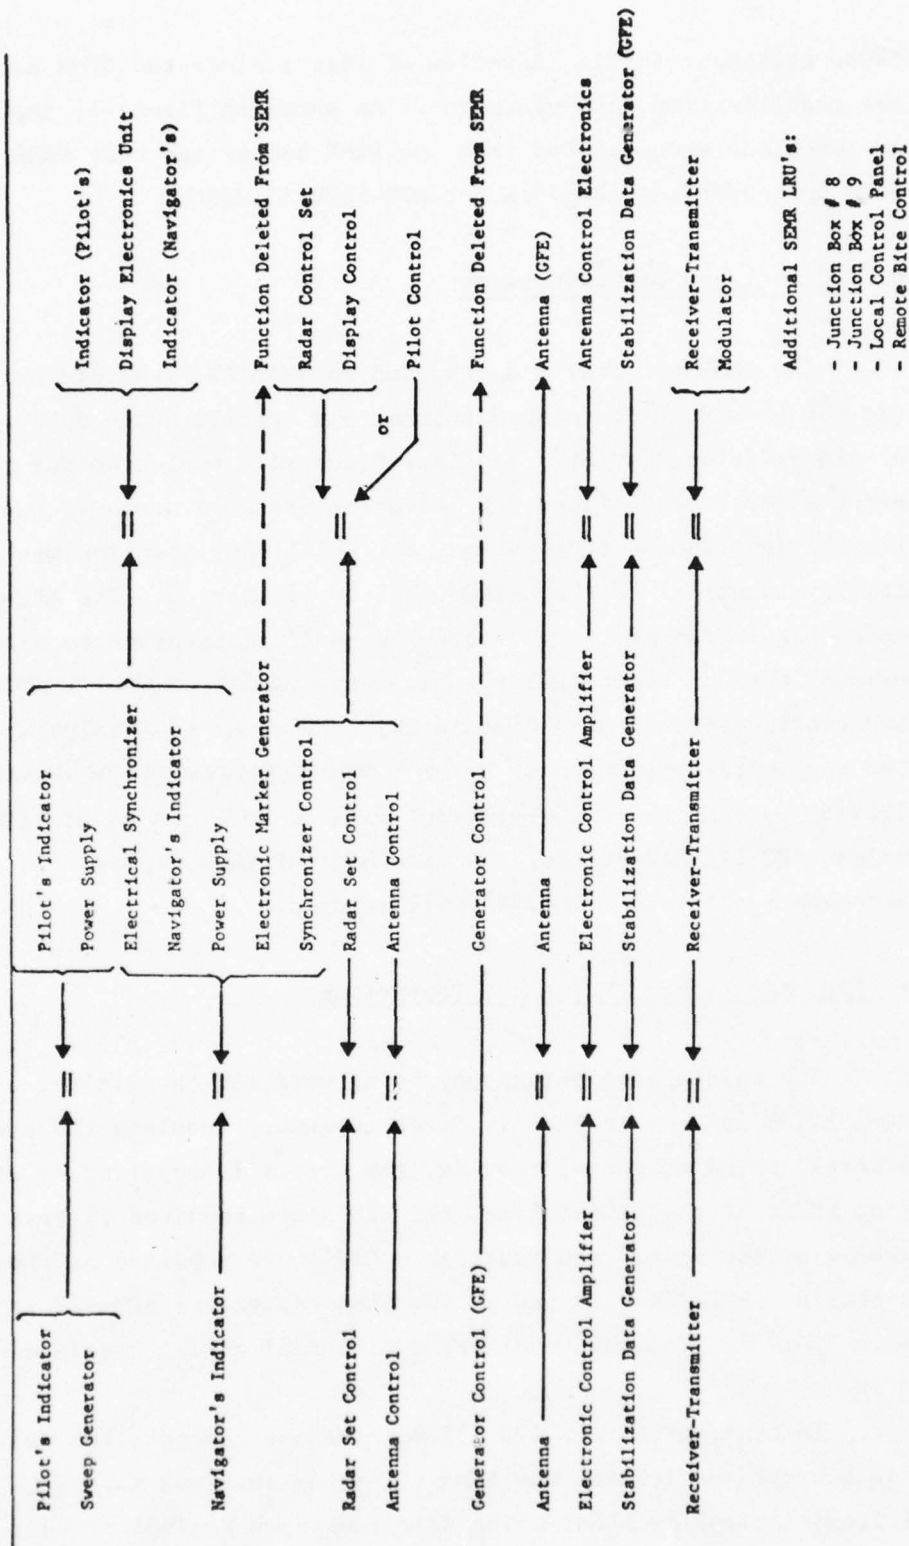 Pilot's Indicator
Sweep Generator
Navigator's Indicator
Radar Set Control
Antenna Control
Generator Control (GFE)
Antenna
Electronic Control Amplifier
Stabilization Data Generator
Receiver-Transmitter
=
=
=
=
=
=
=
=
Pilot's Indicator
Power Supply
Electrical Synchronizer
Navigator's Indicator
Power Supply
Electronic Marker Generator
Synchronizer Control
Radar Set Control
Antenna Control
Generator Control
Antenna
Electronic Control Amplifier
Stabilization Data Generator
Receiver-Transmitter
=
=
or
=
=
=
Indicator (Pilot's)
Display Electronics Unit
Indicator (Navigator's)
Function Deleted From SEMR
Radar Control Set
Display Control
Pilot Control
Function Deleted From SEMR
Antenna (GFE)
Antenna Control Electronics
Stabilization Data Generator (GFE)
Receiver-Transmitter
Modulator
Additional SEMR LRU's:
- Junction Box # 8
- Junction Box # 9
- Local Control Panel
- Remote Bite Control